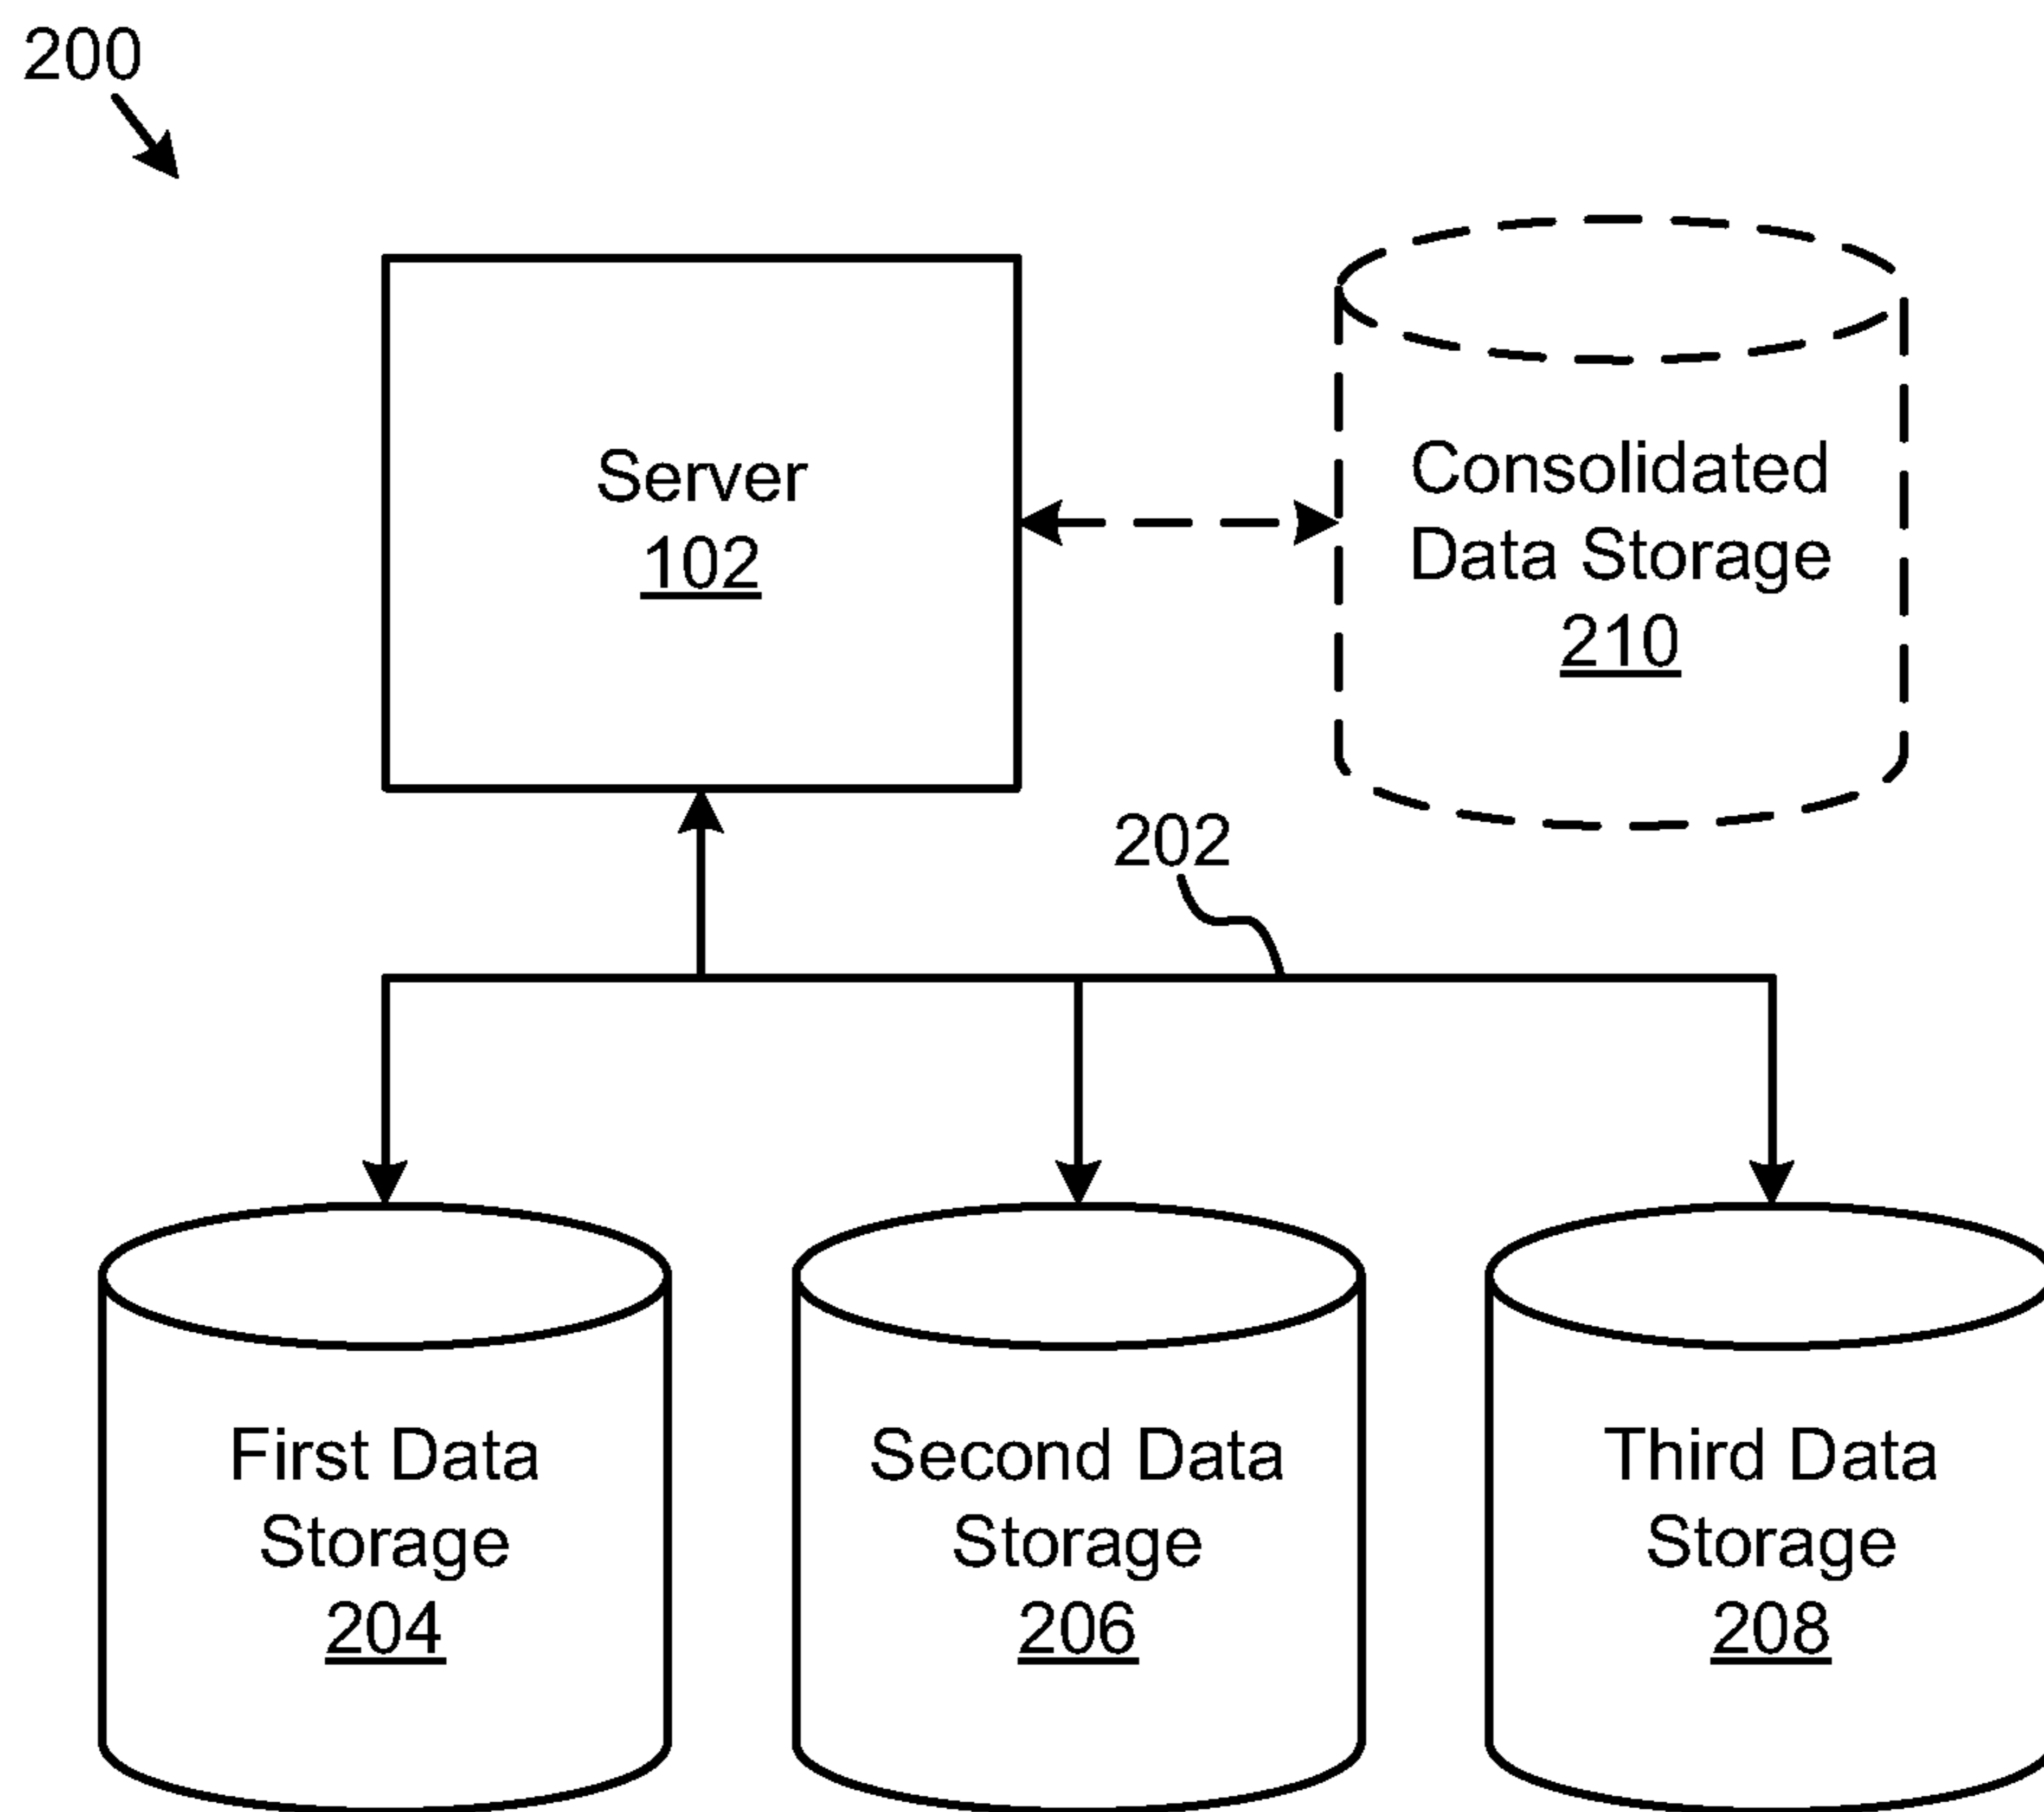 200
Server
102
Consolidated
Data Storage
210
202
First Data
Storage
204
Second Data
Storage
206
Third Data
Storage
208